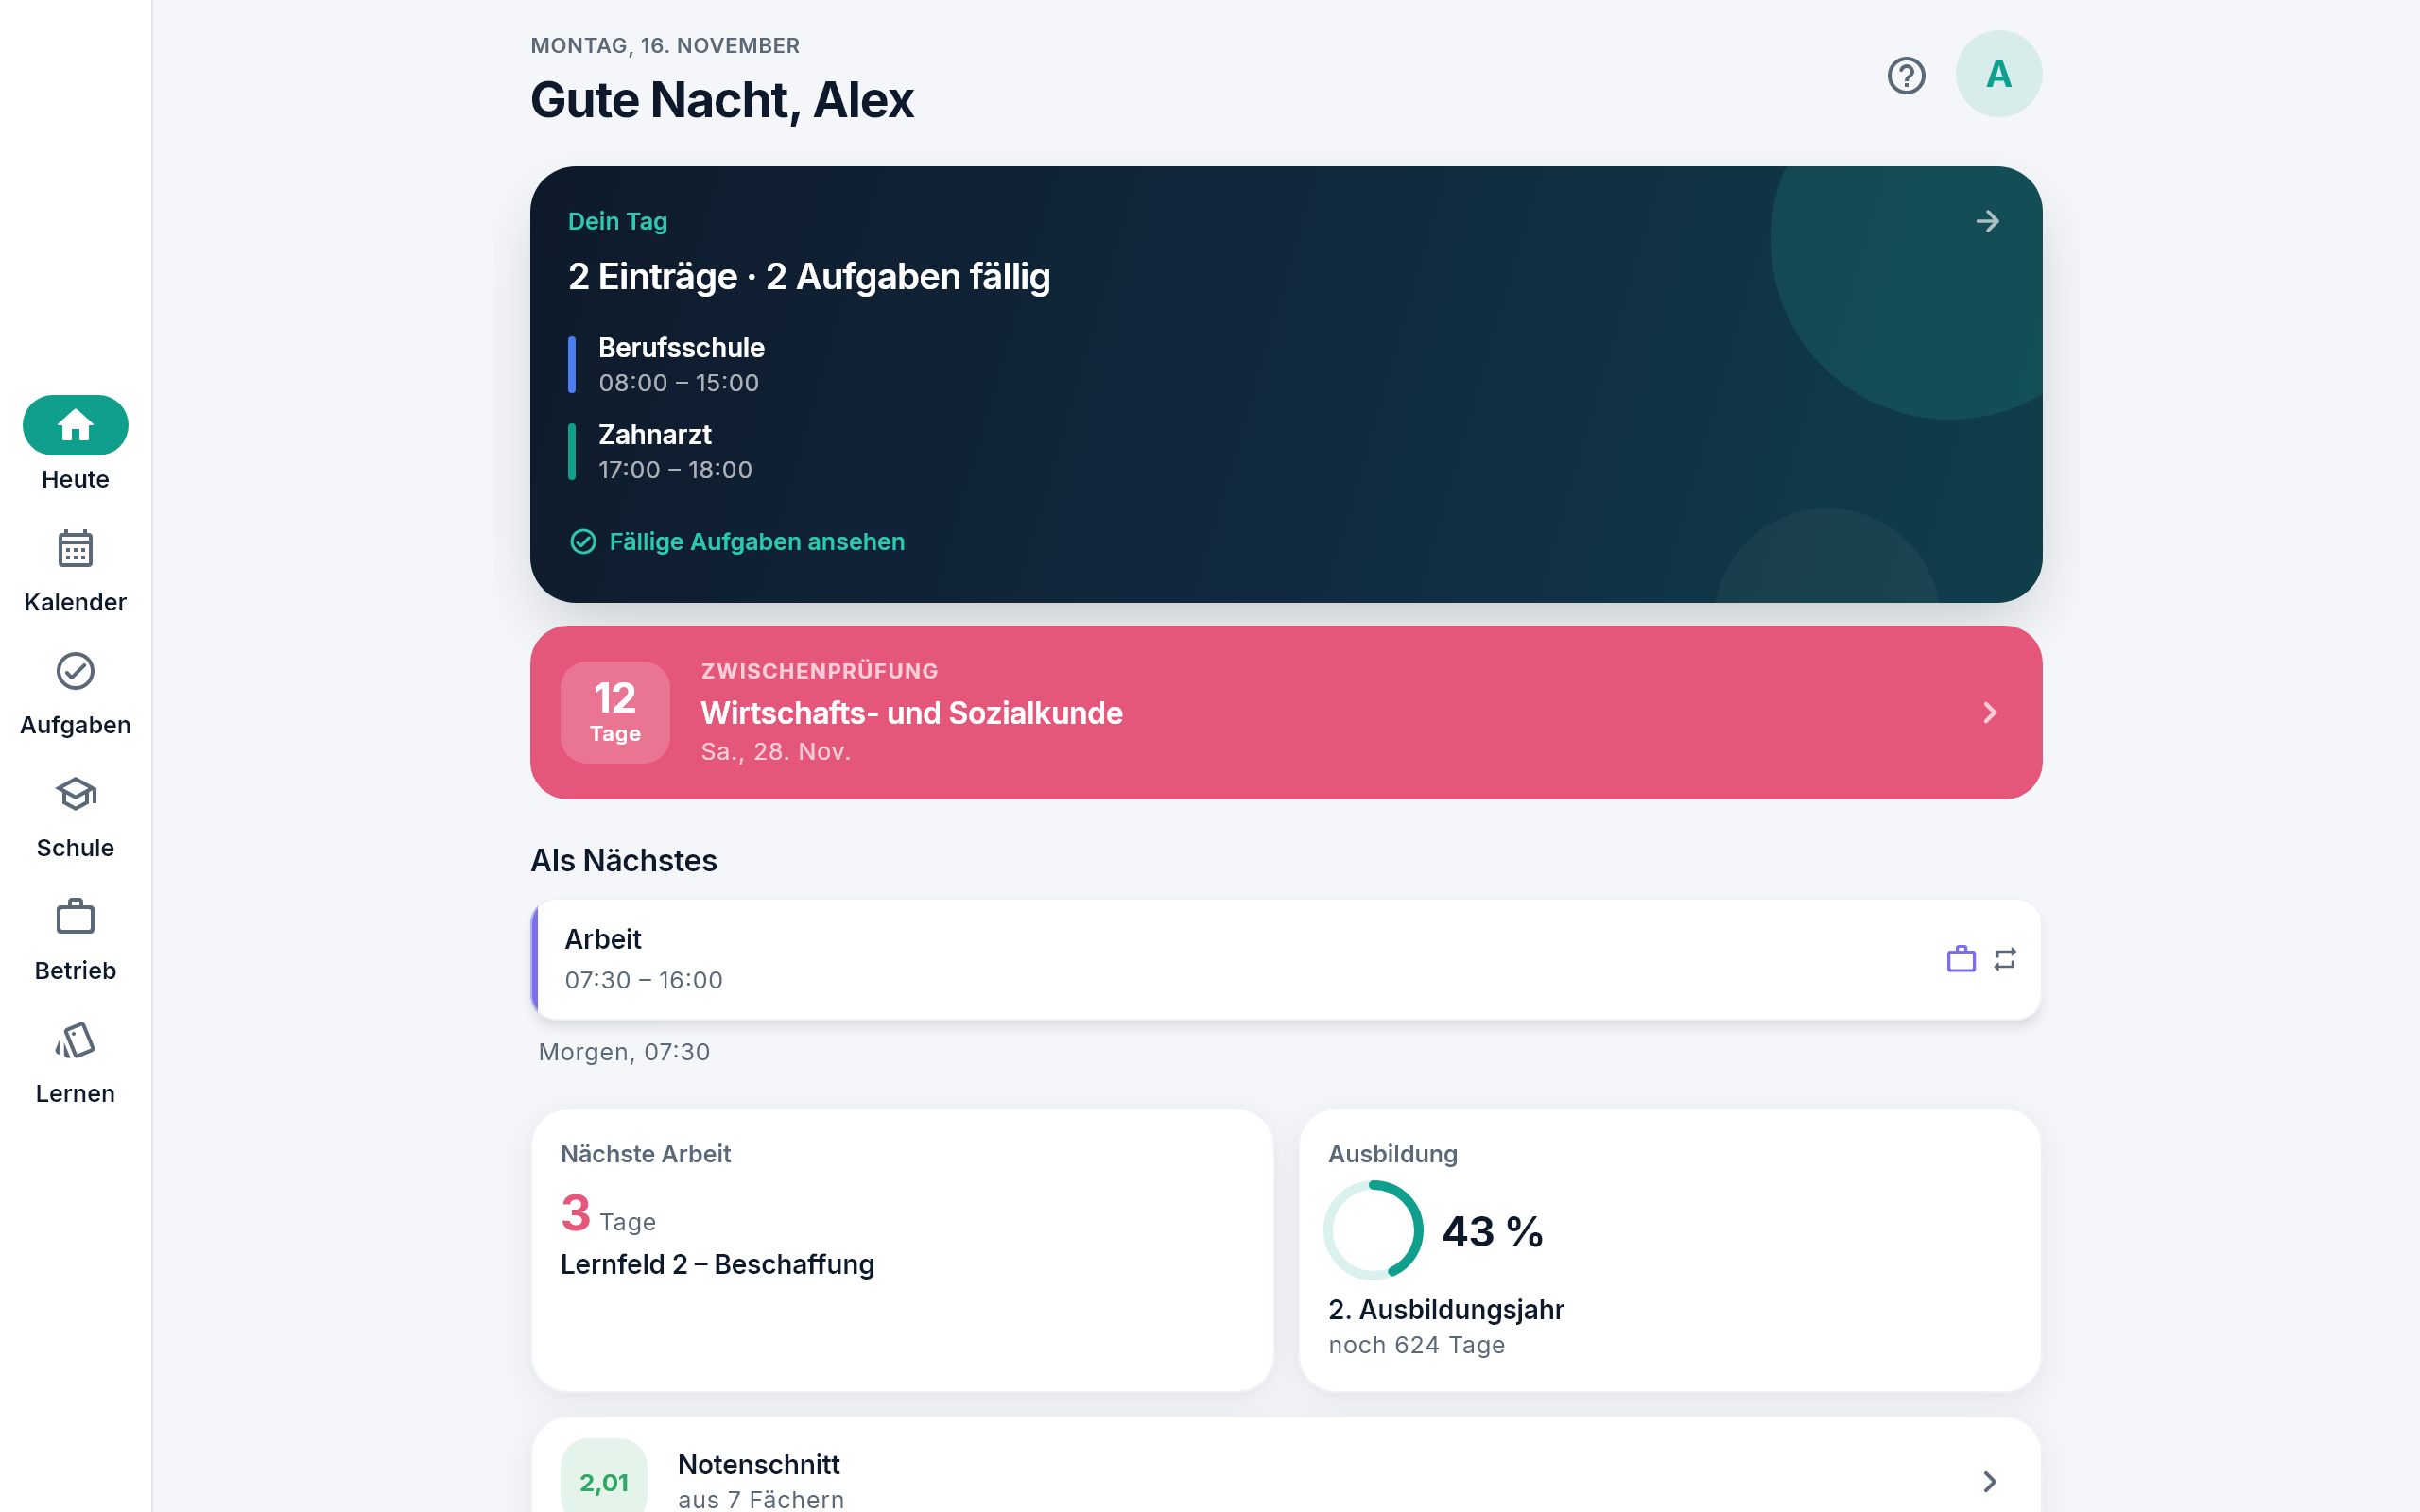 MONTAG, 16. NOVEMBER
Gute Nacht, Alex
A
Dein Tag
2 Einträge · 2 Aufgaben fällig
Berufsschule
08:00 – 15:00
Zahnarzt
17:00 – 18:00
Fällige Aufgaben ansehen
Heute
Kalender
Aufgaben
Schule
Betrieb
Lernen
12
Tage
ZWISCHENPRÜFUNG
Wirtschafts- und Sozialkunde
Sa., 28. Nov.
Als Nächstes
Arbeit
07:30 – 16:00
Morgen, 07:30
Nächste Arbeit
3 Tage
Lernfeld 2 – Beschaffung
Ausbildung
43 %
2. Ausbildungsjahr
noch 624 Tage
2,01
Notenschnitt
aus 7 Fächern